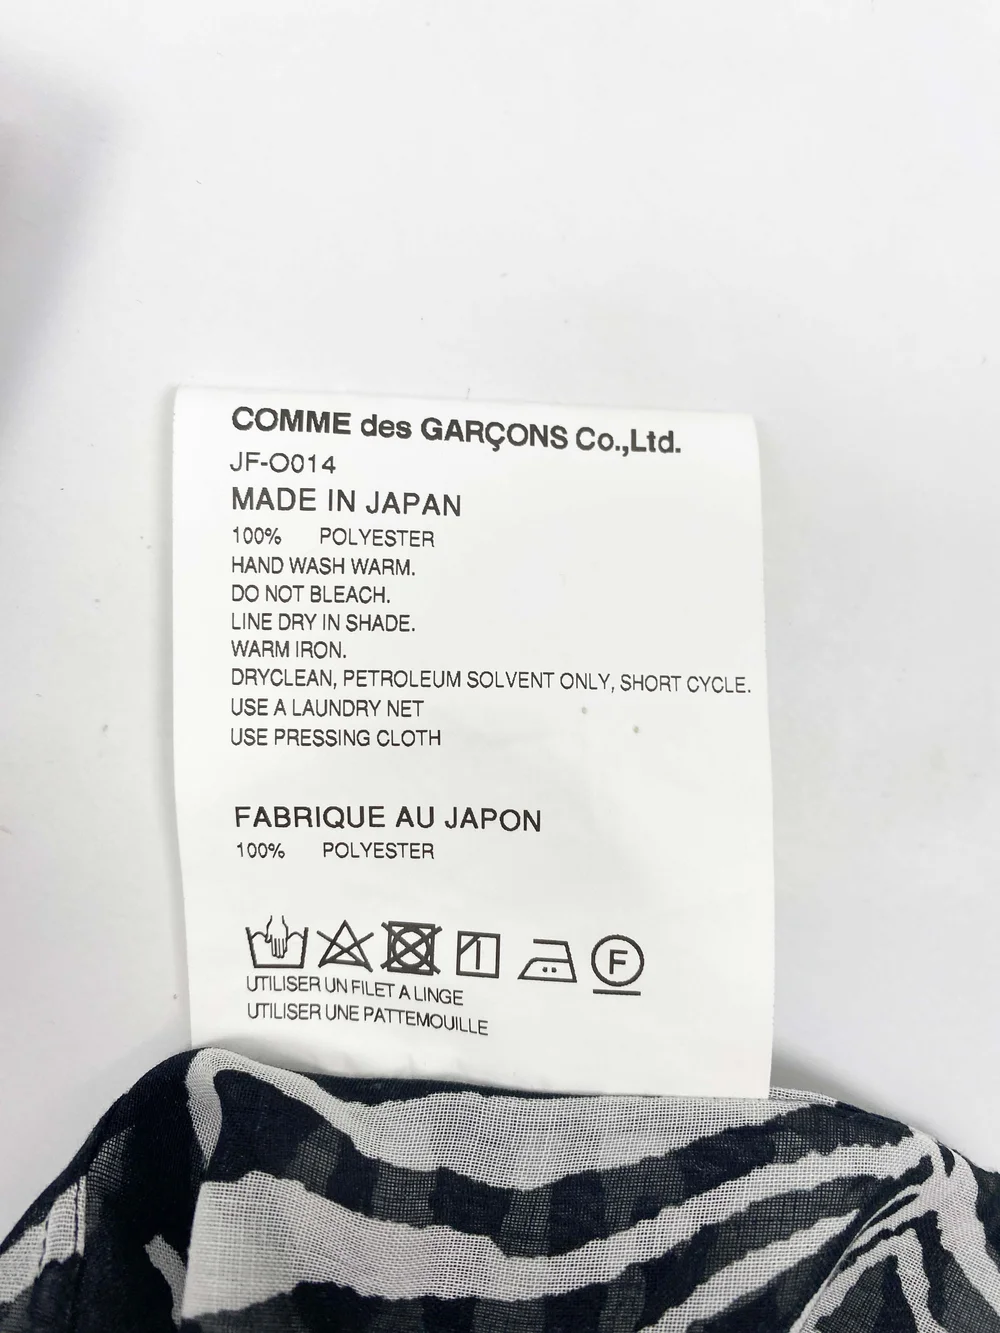 COMME des GARÇONS Co.,Ltd.
JF-O014
MADE IN JAPAN
100% POLYESTER
HAND WASH WARM.
DO NOT BLEACH.
LINE DRY IN SHADE.
WARM IRON.
DRYCLEAN, PETROLEUM SOLVENT ONLY, SHORT CYCLE.
USE A LAUNDRY NET
USE PRESSING CLOTH
FABRIQUE AU JAPON
100% POLYESTER
F
UTILISER UN FILET A LINGE
UTILISER UNE PATTEMOUILLE